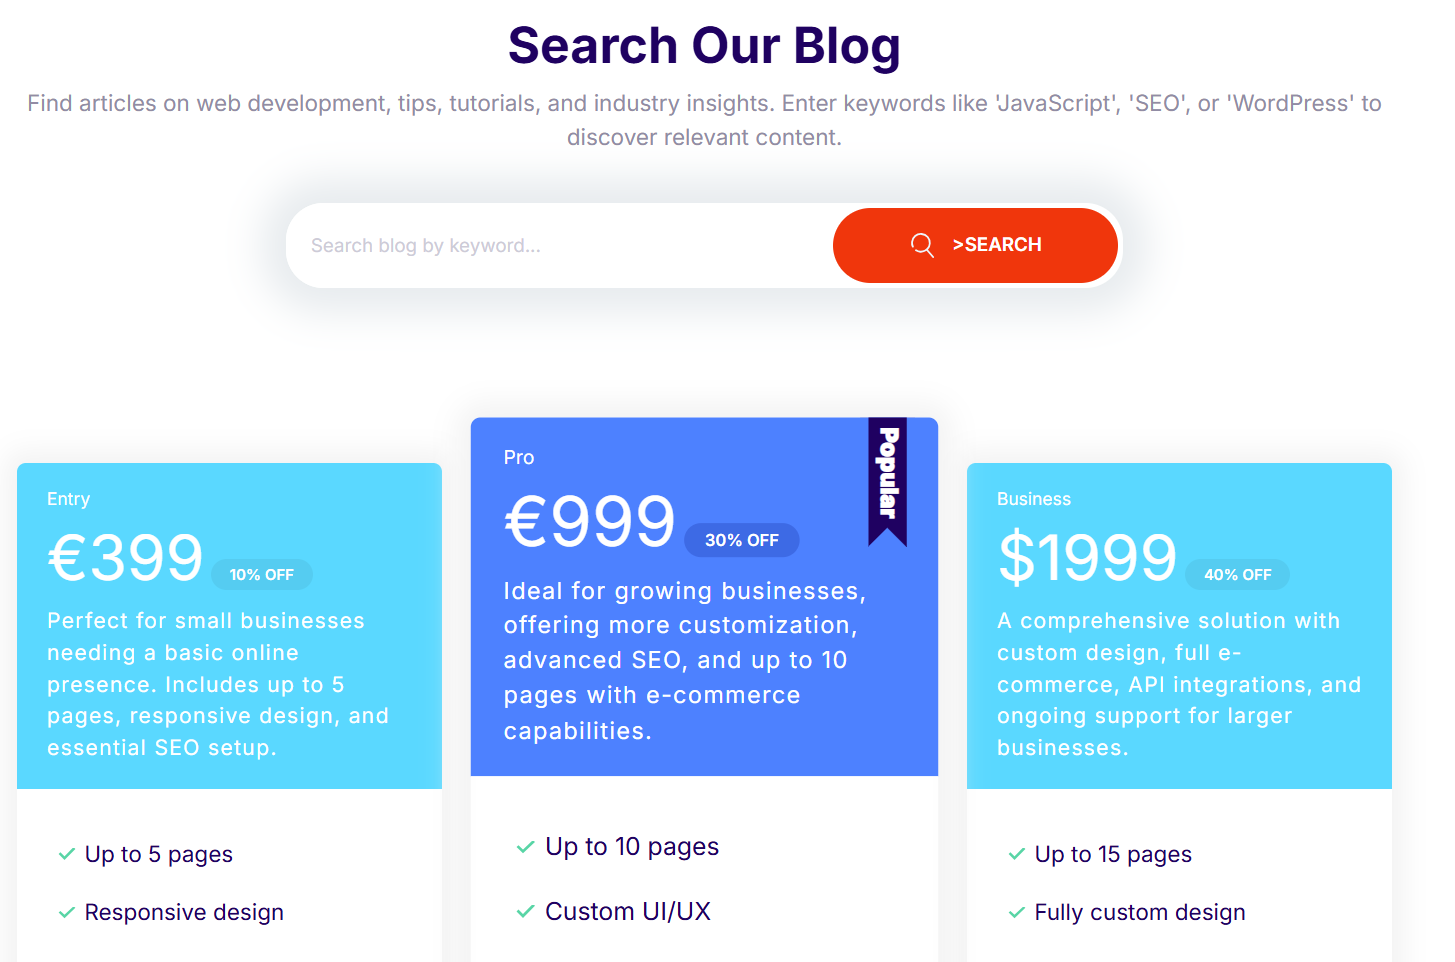 Search Our Blog
Find articles on web development, tips, tutorials, and industry insights. Enter keywords like 'JavaScript', 'SEO', or 'WordPress' to
discover relevant content.
Search blog by keyword...
>SEARCH
Entry
€399
10% OFF
Perfect for small businesses
needing a basic online
presence. Includes up to 5
pages, responsive design, and
essential SEO setup.
Up to 5 pages
Responsive design
Popular
Pro
€999
30% OFF
Ideal for growing businesses,
offering more customization,
advanced SEO, and up to 10
pages with e-commerce
capabilities.
Up to 10 pages
Custom UI/UX
Business
$1999
40% OFF
A comprehensive solution with
custom design, full e-
commerce, API integrations, and
ongoing support for larger
businesses.
Up to 15 pages
Fully custom design